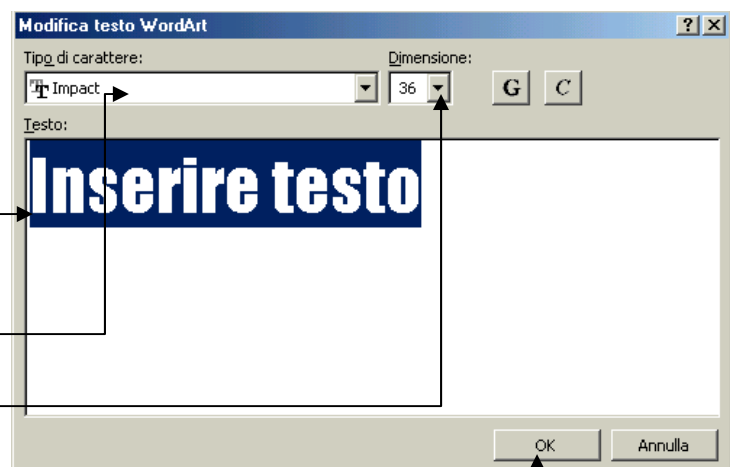 Modifica testo WordArt
Tipo di carattere: Dimensione:
Impact 36 G C
Testo:
Inserire testo
OK Annulla